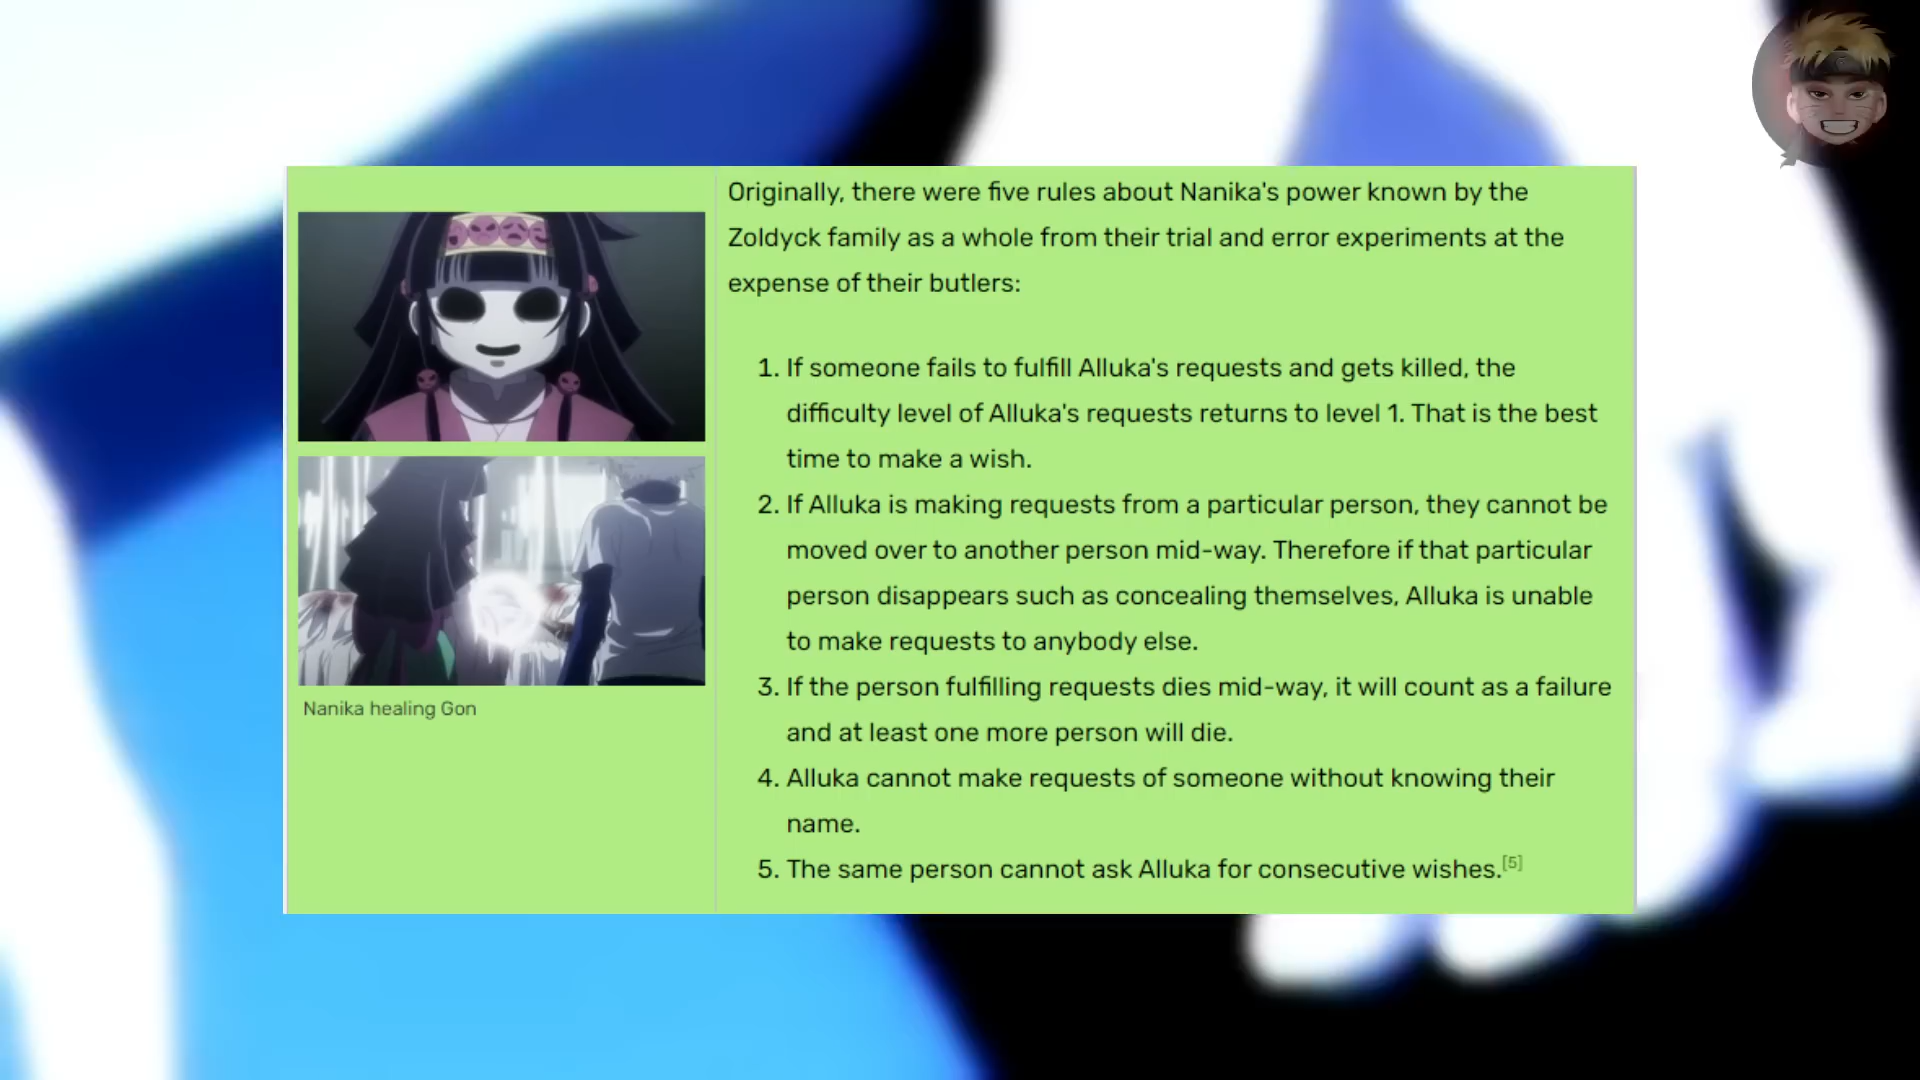 Originally, there were five rules about Nanika's power known by the
Zoldyck family as a whole from their trial and error experiments at the
expense of their butlers:
1. If someone fails to fulfill Alluka's requests and gets killed, the
difficulty level of Alluka's requests returns to level 1. That is the best
time to make a wish.
2. If Alluka is making requests from a particular person, they cannot be
moved over to another person mid-way. Therefore if that particular
person disappears such as concealing themselves, Alluka is unable
to make requests to anybody else.
3. If the person fulfilling requests dies mid-way, it will count as a failure
and at least one more person will die.
4. Alluka cannot make requests of someone without knowing their
name.
5. The same person cannot ask Alluka for consecutive wishes.[5]
Nanika healing Gon